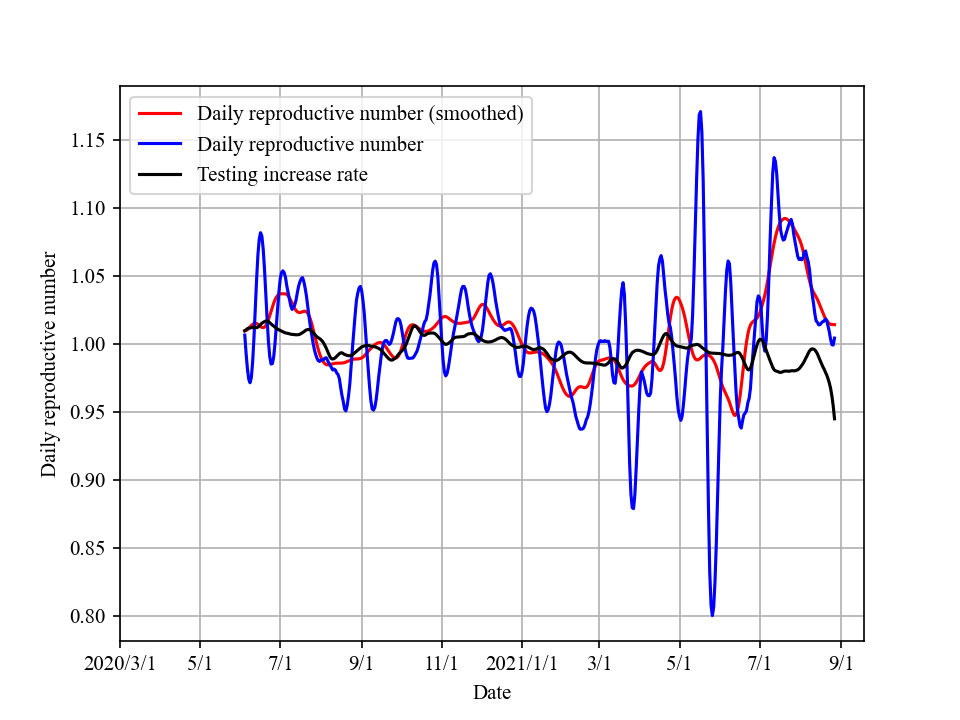 Daily reproductive number (smoothed)
Daily reproductive number
Testing increase rate
Daily reproductive number
1.15
1.10
1.05
1.00
0.95
0.90
0.85
0.80
2020/3/1 5/1 7/1 9/1 11/1 2021/1/1 3/1 5/1 7/1 9/1
Date